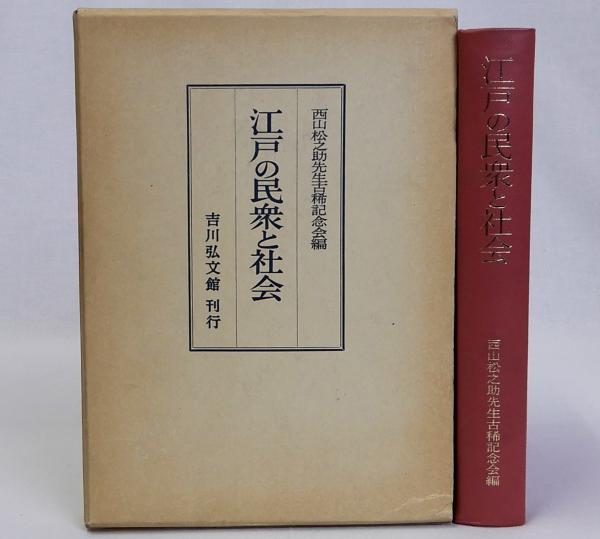 西山松之助先生古稀記念会編
江戸の民衆と社会
吉川弘文館 刊行
江戸の民衆と社会
西山松之助先生古稀記念会編